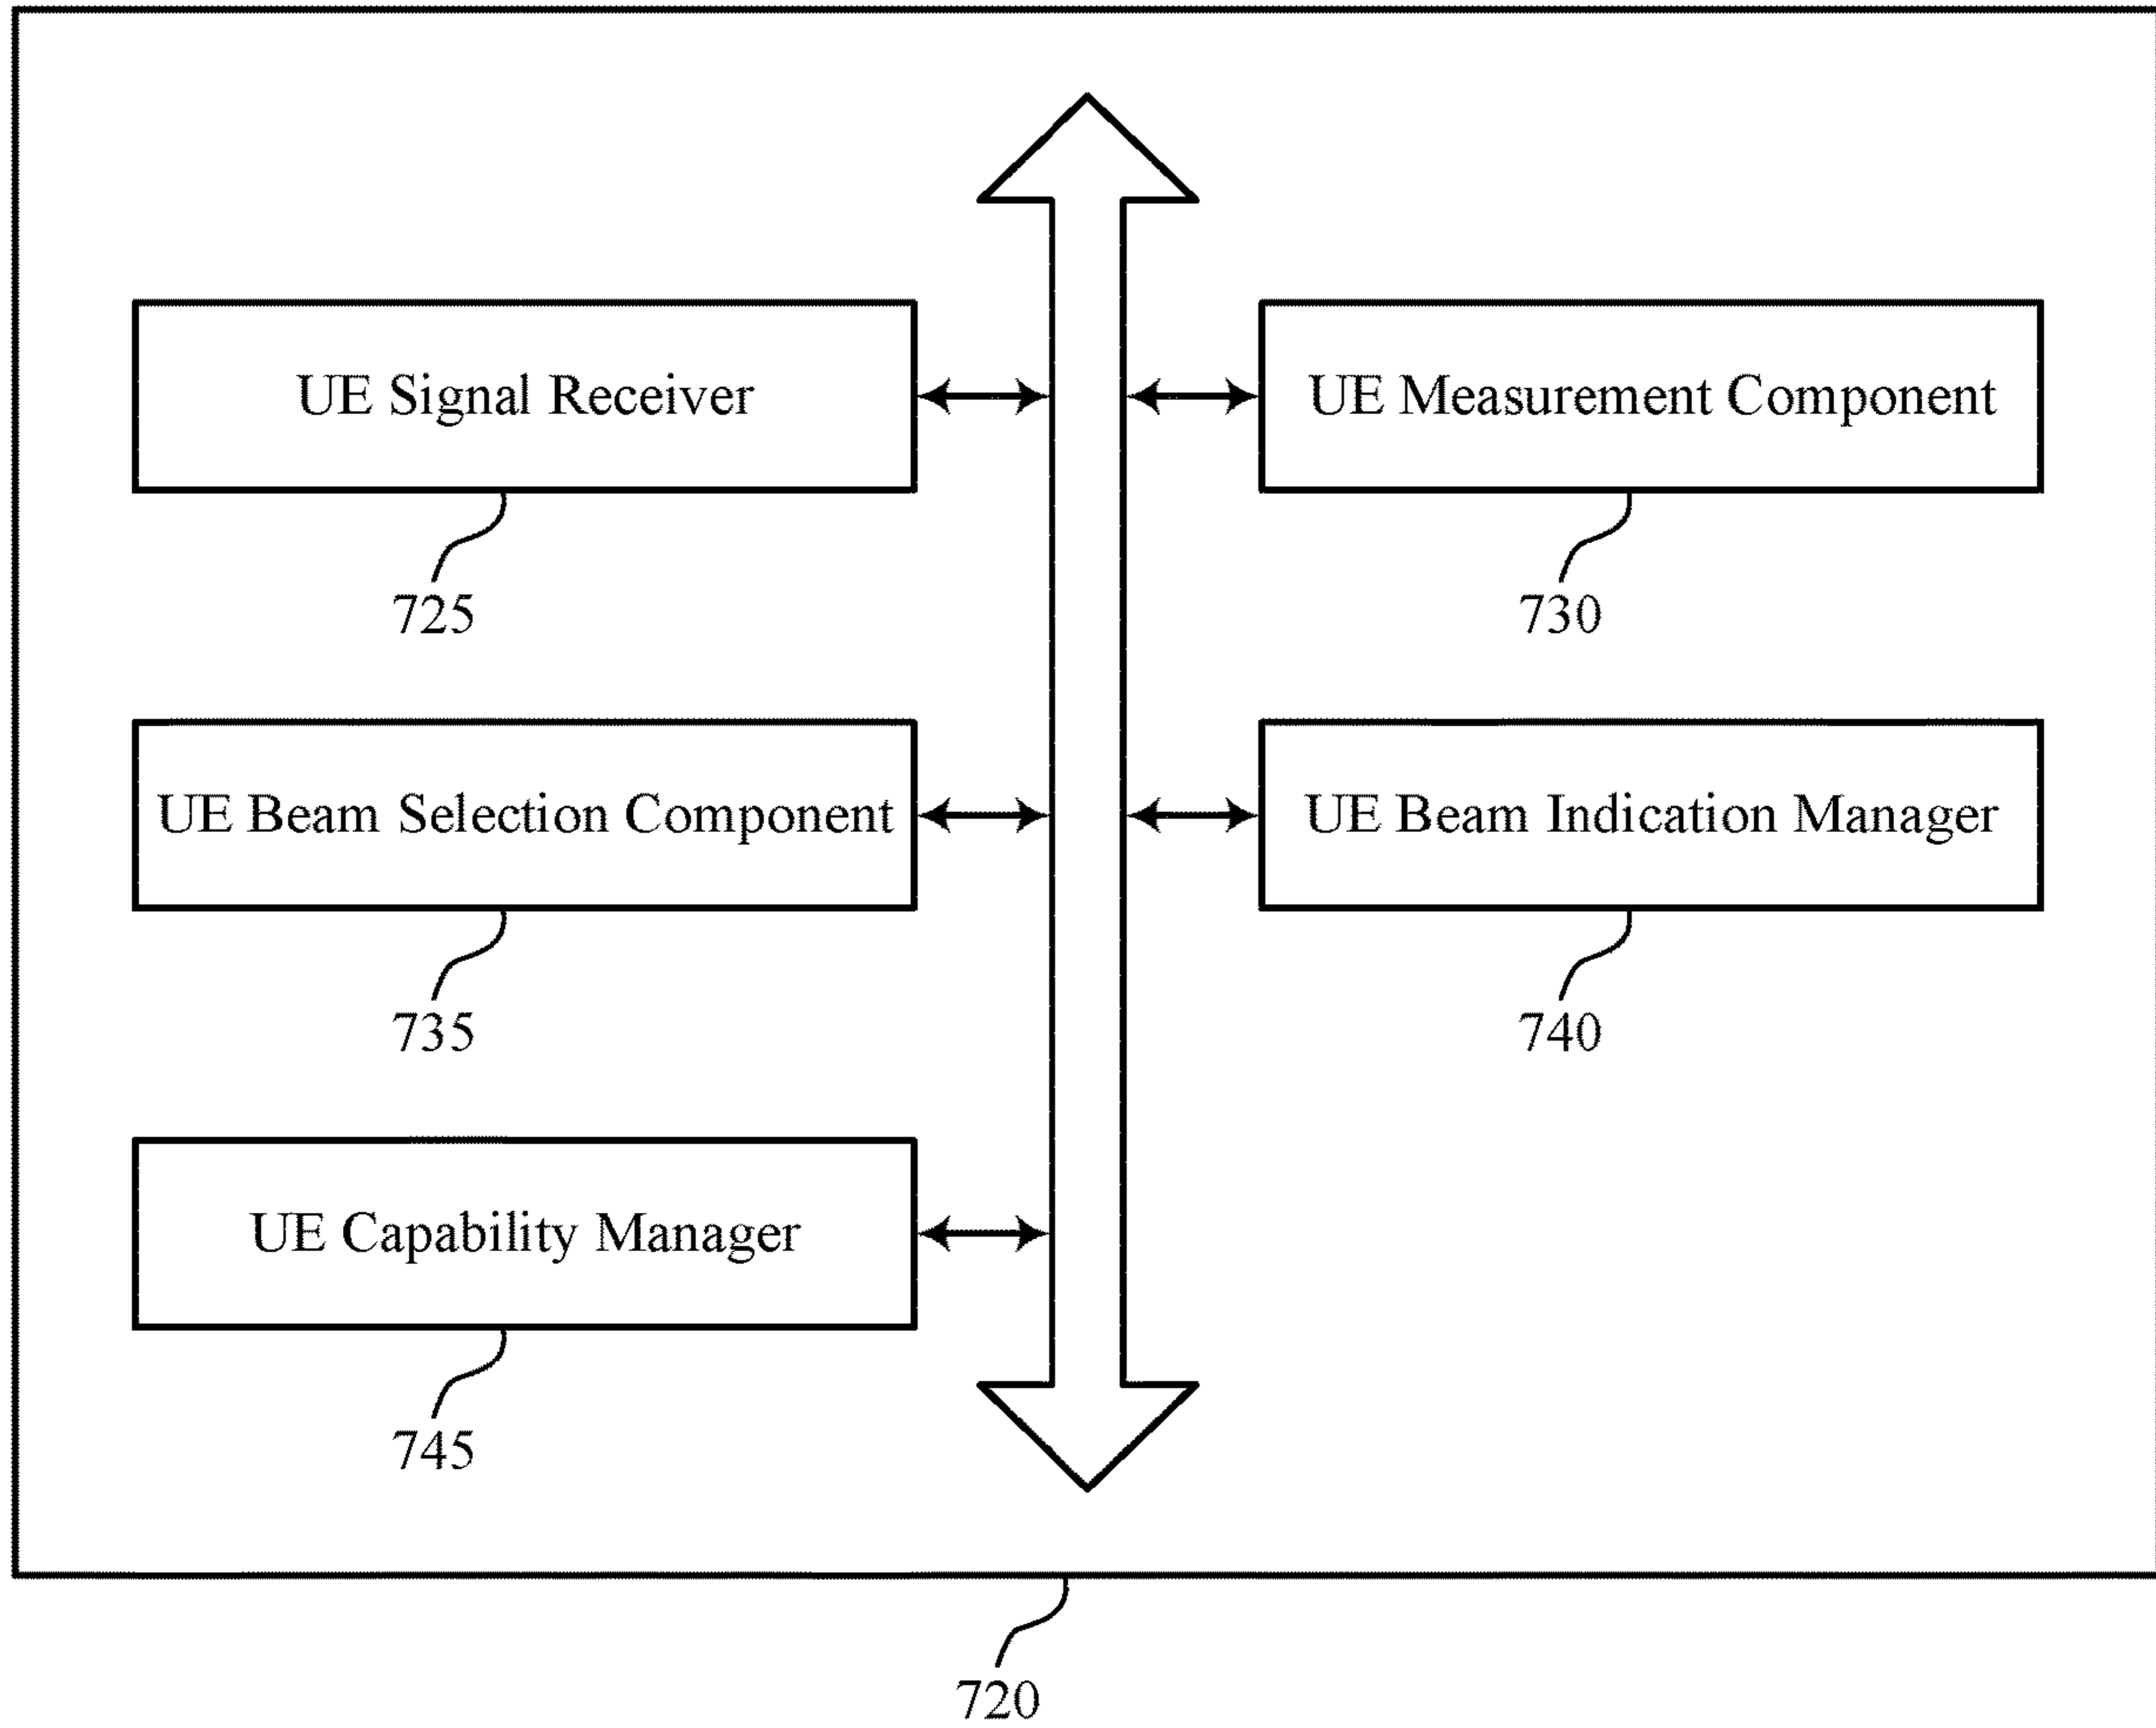 UE Signal Receiver
725
UE Measurement Component
730
UE Beam Selection Component
735
UE Beam Indication Manager
740
UE Capability Manager
745
720